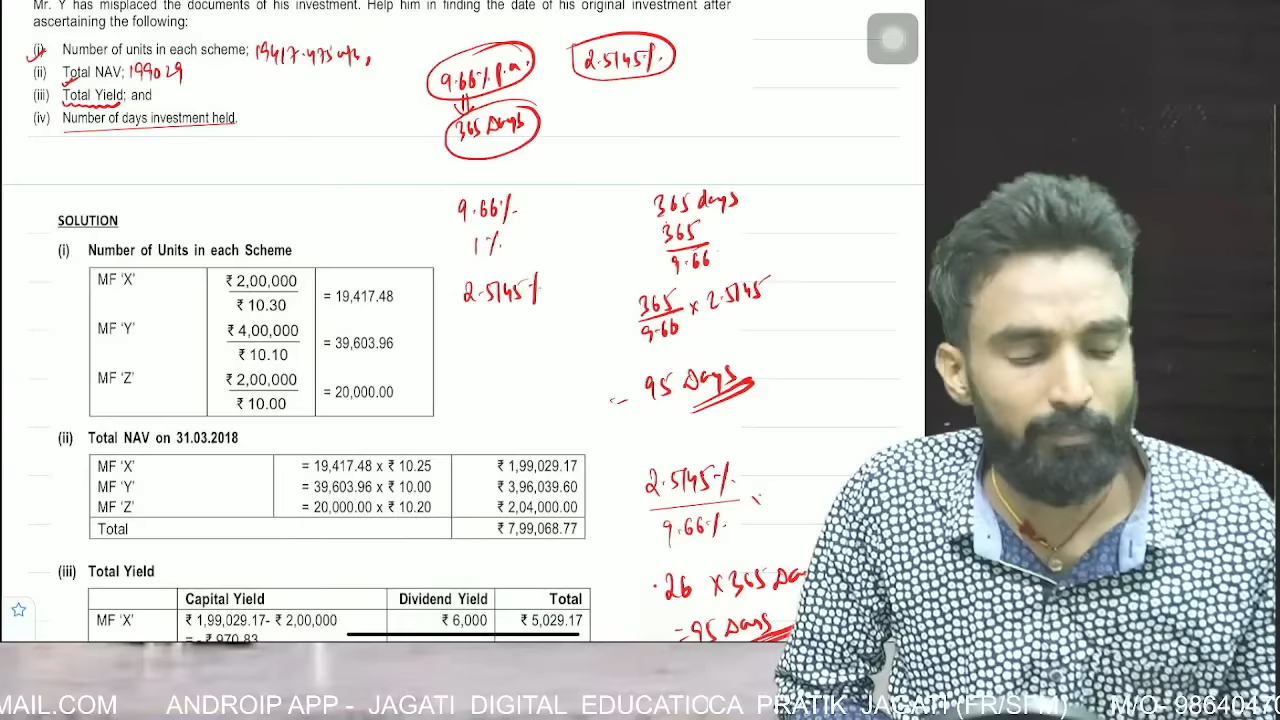 Mr. Y has misplaced the documents of his investment. Help him in finding the date of his original investment after
ascertaining the following:
(i) Number of units in each scheme; 19417.475 units,
(ii) Total NAV; 199029
(iii) Total Yield; and
(iv) Number of days investment held.
9.66% p.a.
365 Days
2.5145%
9.66% 365 days
1% 365
9.66
2.5145% 365 × 2.5145
9.66
= 95 Days
2.5145%
9.66%
.26 × 365 Da
= 95 Days
SOLUTION
(i) Number of Units in each Scheme
MF 'X' ₹ 2,00,000
₹ 10.30 = 19,417.48
MF 'Y' ₹ 4,00,000
₹ 10.10 = 39,603.96
MF 'Z' ₹ 2,00,000
₹ 10.00 = 20,000.00
(ii) Total NAV on 31.03.2018
MF 'X' = 19,417.48 x ₹ 10.25 ₹ 1,99,029.17
MF 'Y' = 39,603.96 x ₹ 10.00 ₹ 3,96,039.60
MF 'Z' = 20,000.00 x ₹ 10.20 ₹ 2,04,000.00
Total ₹ 7,99,068.77
(iii) Total Yield
Capital Yield Dividend Yield Total
MF 'X' ₹ 1,99,029.17- ₹ 2,00,000 ₹ 6,000 ₹ 5,029.17
= - ₹ 970.83
MAIL.COM ANDROIP APP - JAGATI DIGITAL EDUCATICCA PRATIK JAGATI (FR/SFM) M/O- 9864047